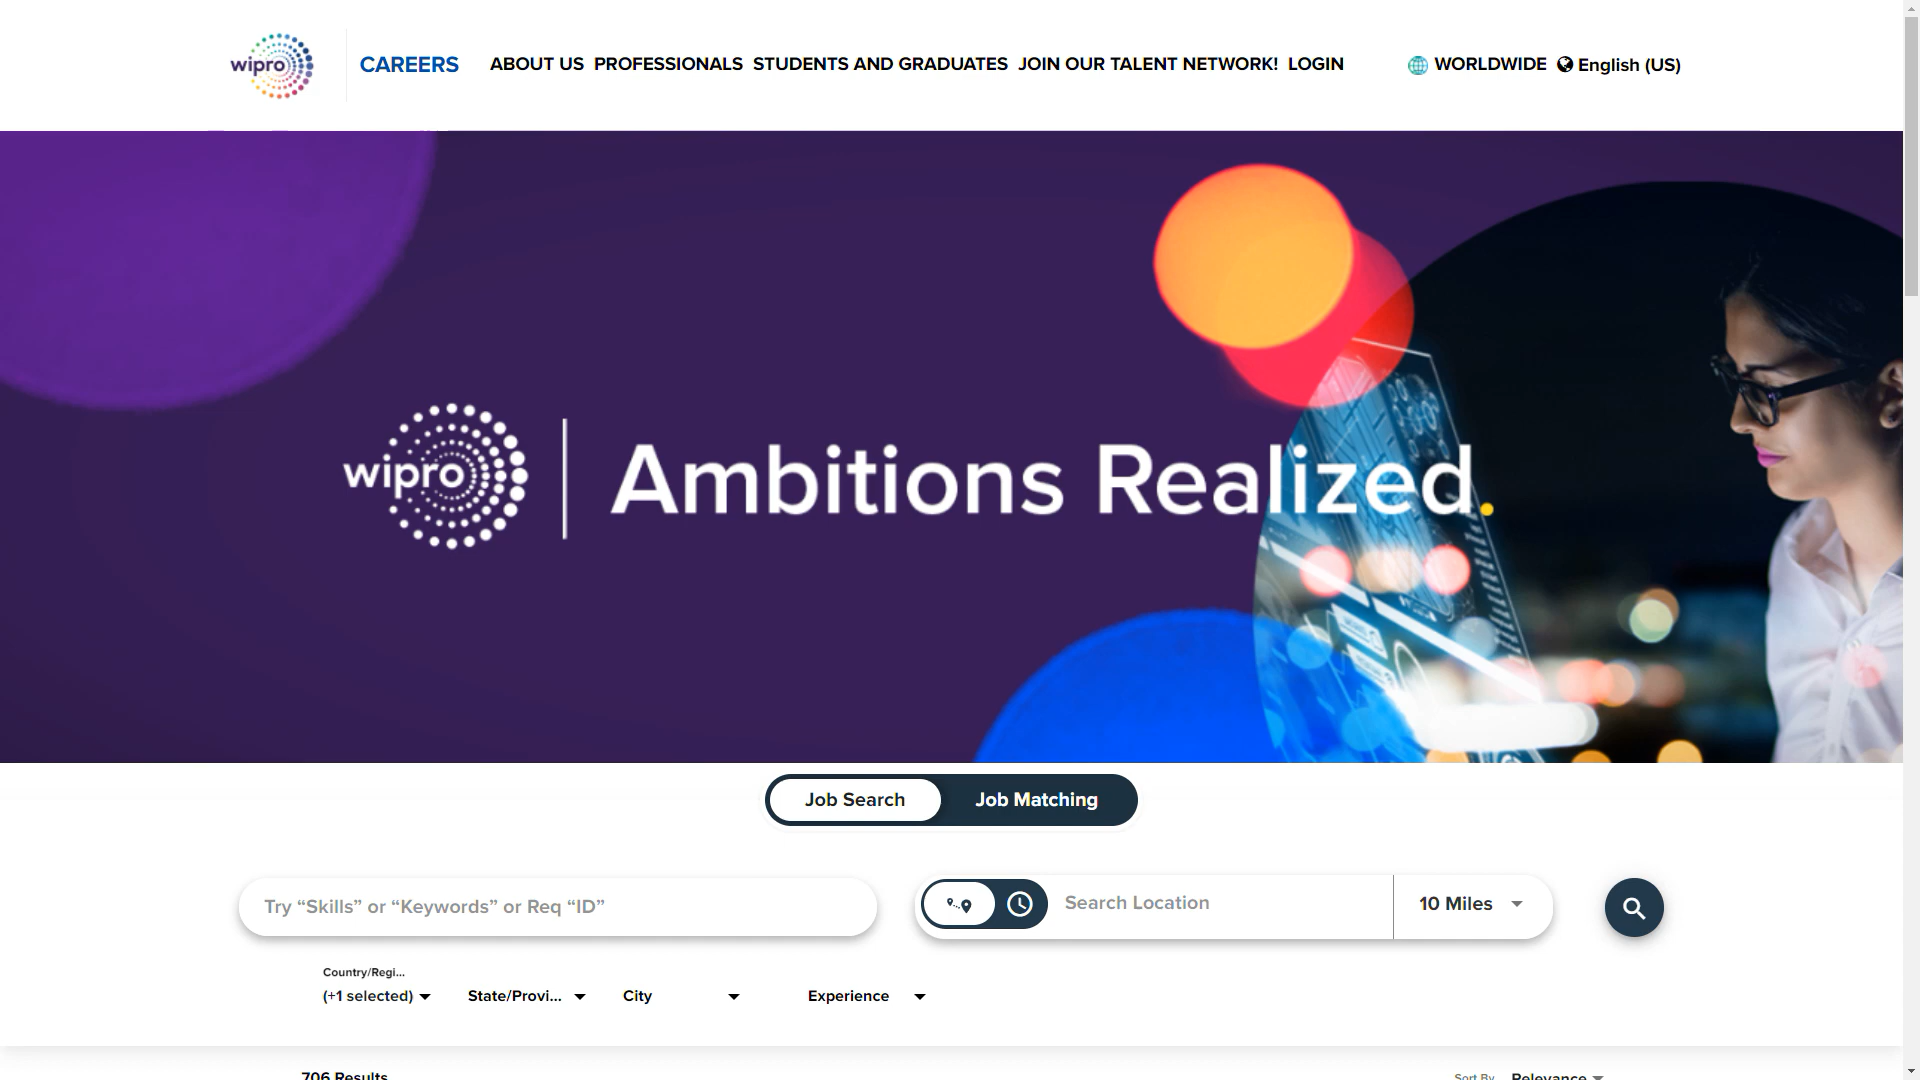 wipro
CAREERS
ABOUT US PROFESSIONALS STUDENTS AND GRADUATES JOIN OUR TALENT NETWORK! LOGIN
WORLDWIDE English (US)
wipro
Ambitions Realized.
Job Search
Job Matching
Try “Skills” or “Keywords” or Req “ID”
Search Location
10 Miles
Country/Regi...
(+1 selected)
State/Provi...
City
Experience
706 Results
Sort By Relevance